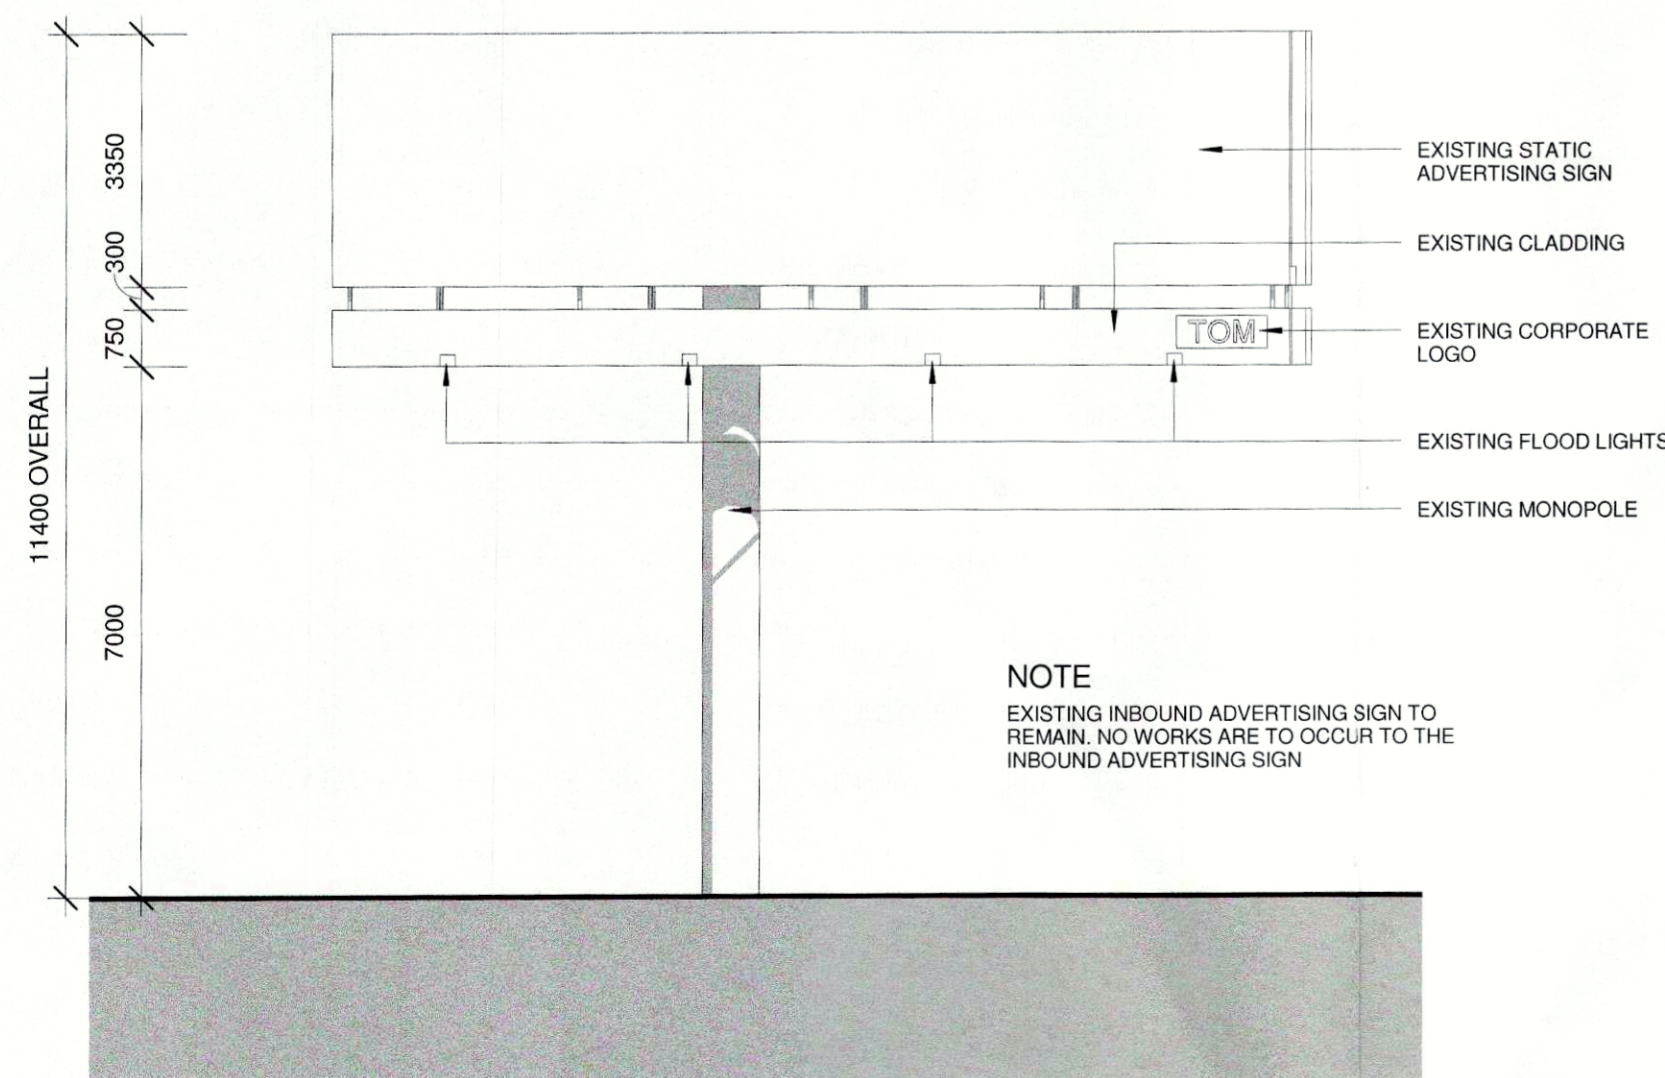 3350
300
750
11400 OVERALL
7000
EXISTING STATIC
ADVERTISING SIGN
EXISTING CLADDING
TOM
EXISTING CORPORATE
LOGO
EXISTING FLOOD LIGHTS
EXISTING MONOPOLE
NOTE
EXISTING INBOUND ADVERTISING SIGN TO
REMAIN. NO WORKS ARE TO OCCUR TO THE
INBOUND ADVERTISING SIGN